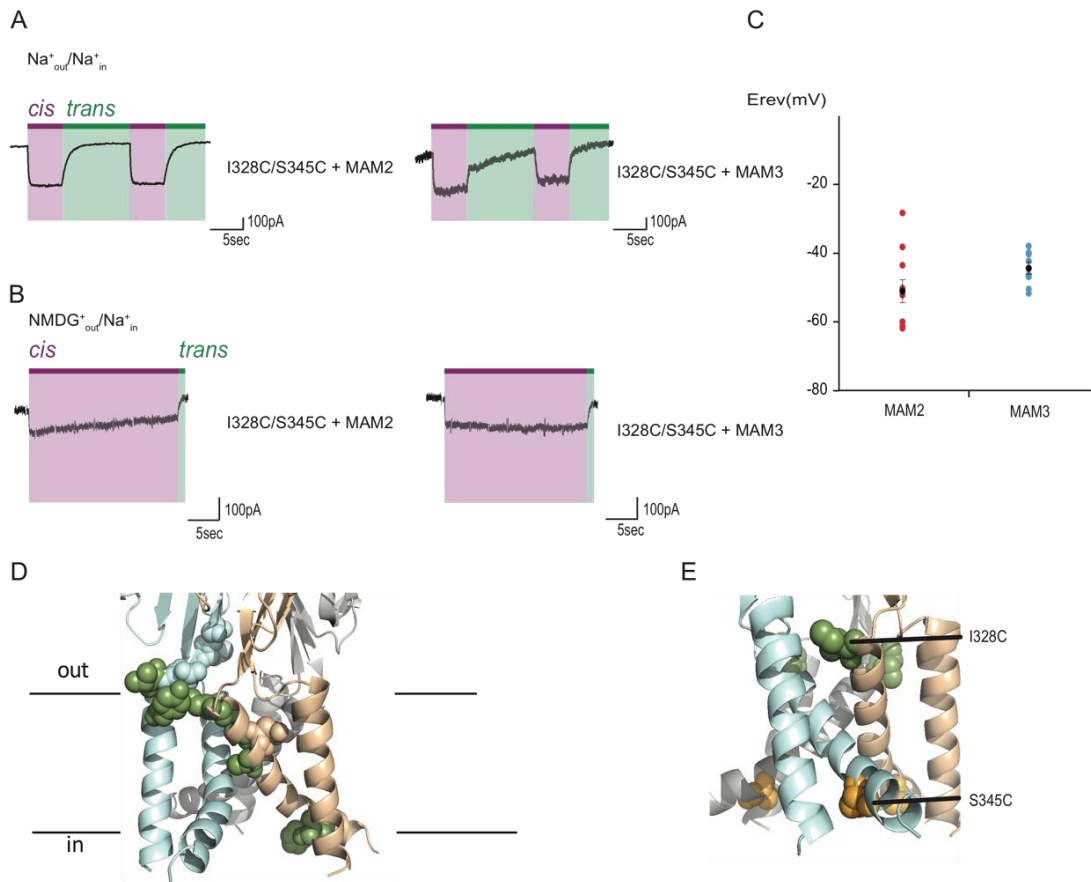 A
Na⁺out/Na⁺in
cis trans
I328C/S345C + MAM2
100pA
5sec
I328C/S345C + MAM3
100pA
5sec
B
NMDG⁺out/Na⁺in
cis
trans
I328C/S345C + MAM2
100pA
5sec
I328C/S345C + MAM3
100pA
5sec
C
Erev(mV)
-20
-40
-60
-80
MAM2
MAM3
D
out
in
E
I328C
S345C